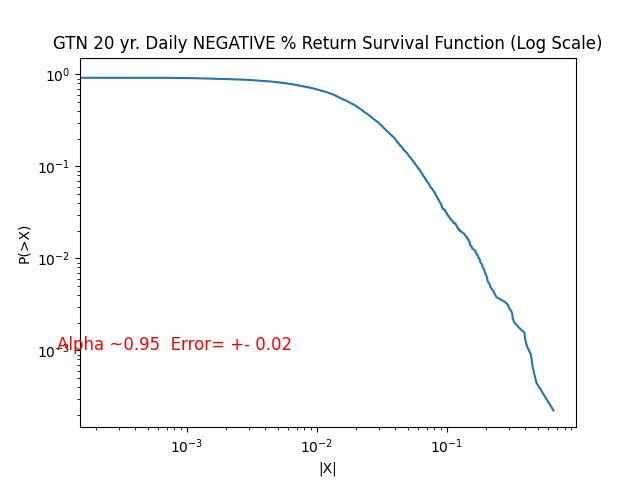 GTN 20 yr. Daily NEGATIVE % Return Survival Function (Log Scale)
10⁰
10⁻¹
P(>X)
10⁻²
Alpha ~0.95  Error= +- 0.02
10⁻³
10⁻³ 10⁻² 10⁻¹
|X|